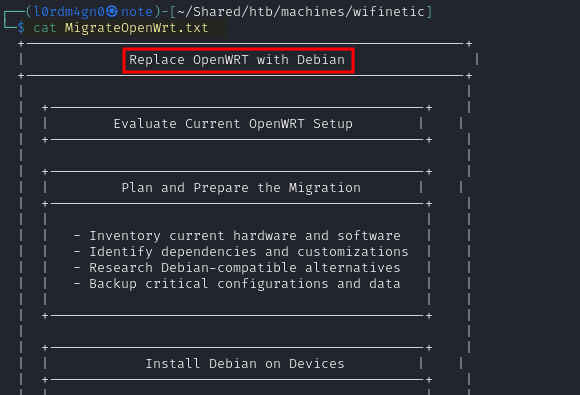 ┌──(l0rdm4gn0㉿note)-[~/Shared/htb/machines/wifinetic]
└─$ cat MigrateOpenWrt.txt
+-------------------------------------------------------+
|             Replace OpenWRT with Debian                |
+-------------------------------------------------------+
|                                                       |
|  +-----------------------------------------------+    |
|  |        Evaluate Current OpenWRT Setup        |    |
|  +-----------------------------------------------+    |
|                                                       |
|  +-----------------------------------------------+    |
|  |         Plan and Prepare the Migration       |    |
|  +-----------------------------------------------+    |
|  |                                               |    |
|  |   - Inventory current hardware and software   |    |
|  |   - Identify dependencies and customizations  |    |
|  |   - Research Debian-compatible alternatives   |    |
|  |   - Backup critical configurations and data   |    |
|  |                                               |    |
|  +-----------------------------------------------+    |
|                                                       |
|  +-----------------------------------------------+    |
|  |            Install Debian on Devices         |    |
|  +-----------------------------------------------+    |